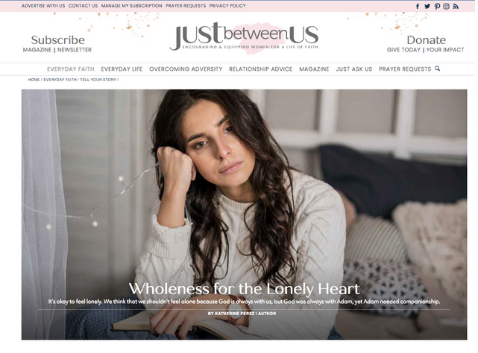 ADVERTISE WITH US CONTACT US MANAGE MY SUBSCRIPTION PRAYER REQUESTS PRIVACY POLICY
Subscribe
MAGAZINE | NEWSLETTER
JUSTbetweenUS
ENCOURAGING & EQUIPPING WOMEN FOR A LIFE OF FAITH
Donate
GIVE TODAY | YOUR IMPACT
EVERYDAY FAITH EVERYDAY LIFE OVERCOMING ADVERSITY RELATIONSHIP ADVICE MAGAZINE JUST ASK US PRAYER REQUESTS
HOME / EVERYDAY FAITH / TELL YOUR STORY /
Wholeness for the Lonely Heart
It's okay to feel lonely. We think that we shouldn't feel alone because God is always with us, but God was always with Adam, yet Adam needed companionship.
BY KATHERINE PEREZ | AUTHOR